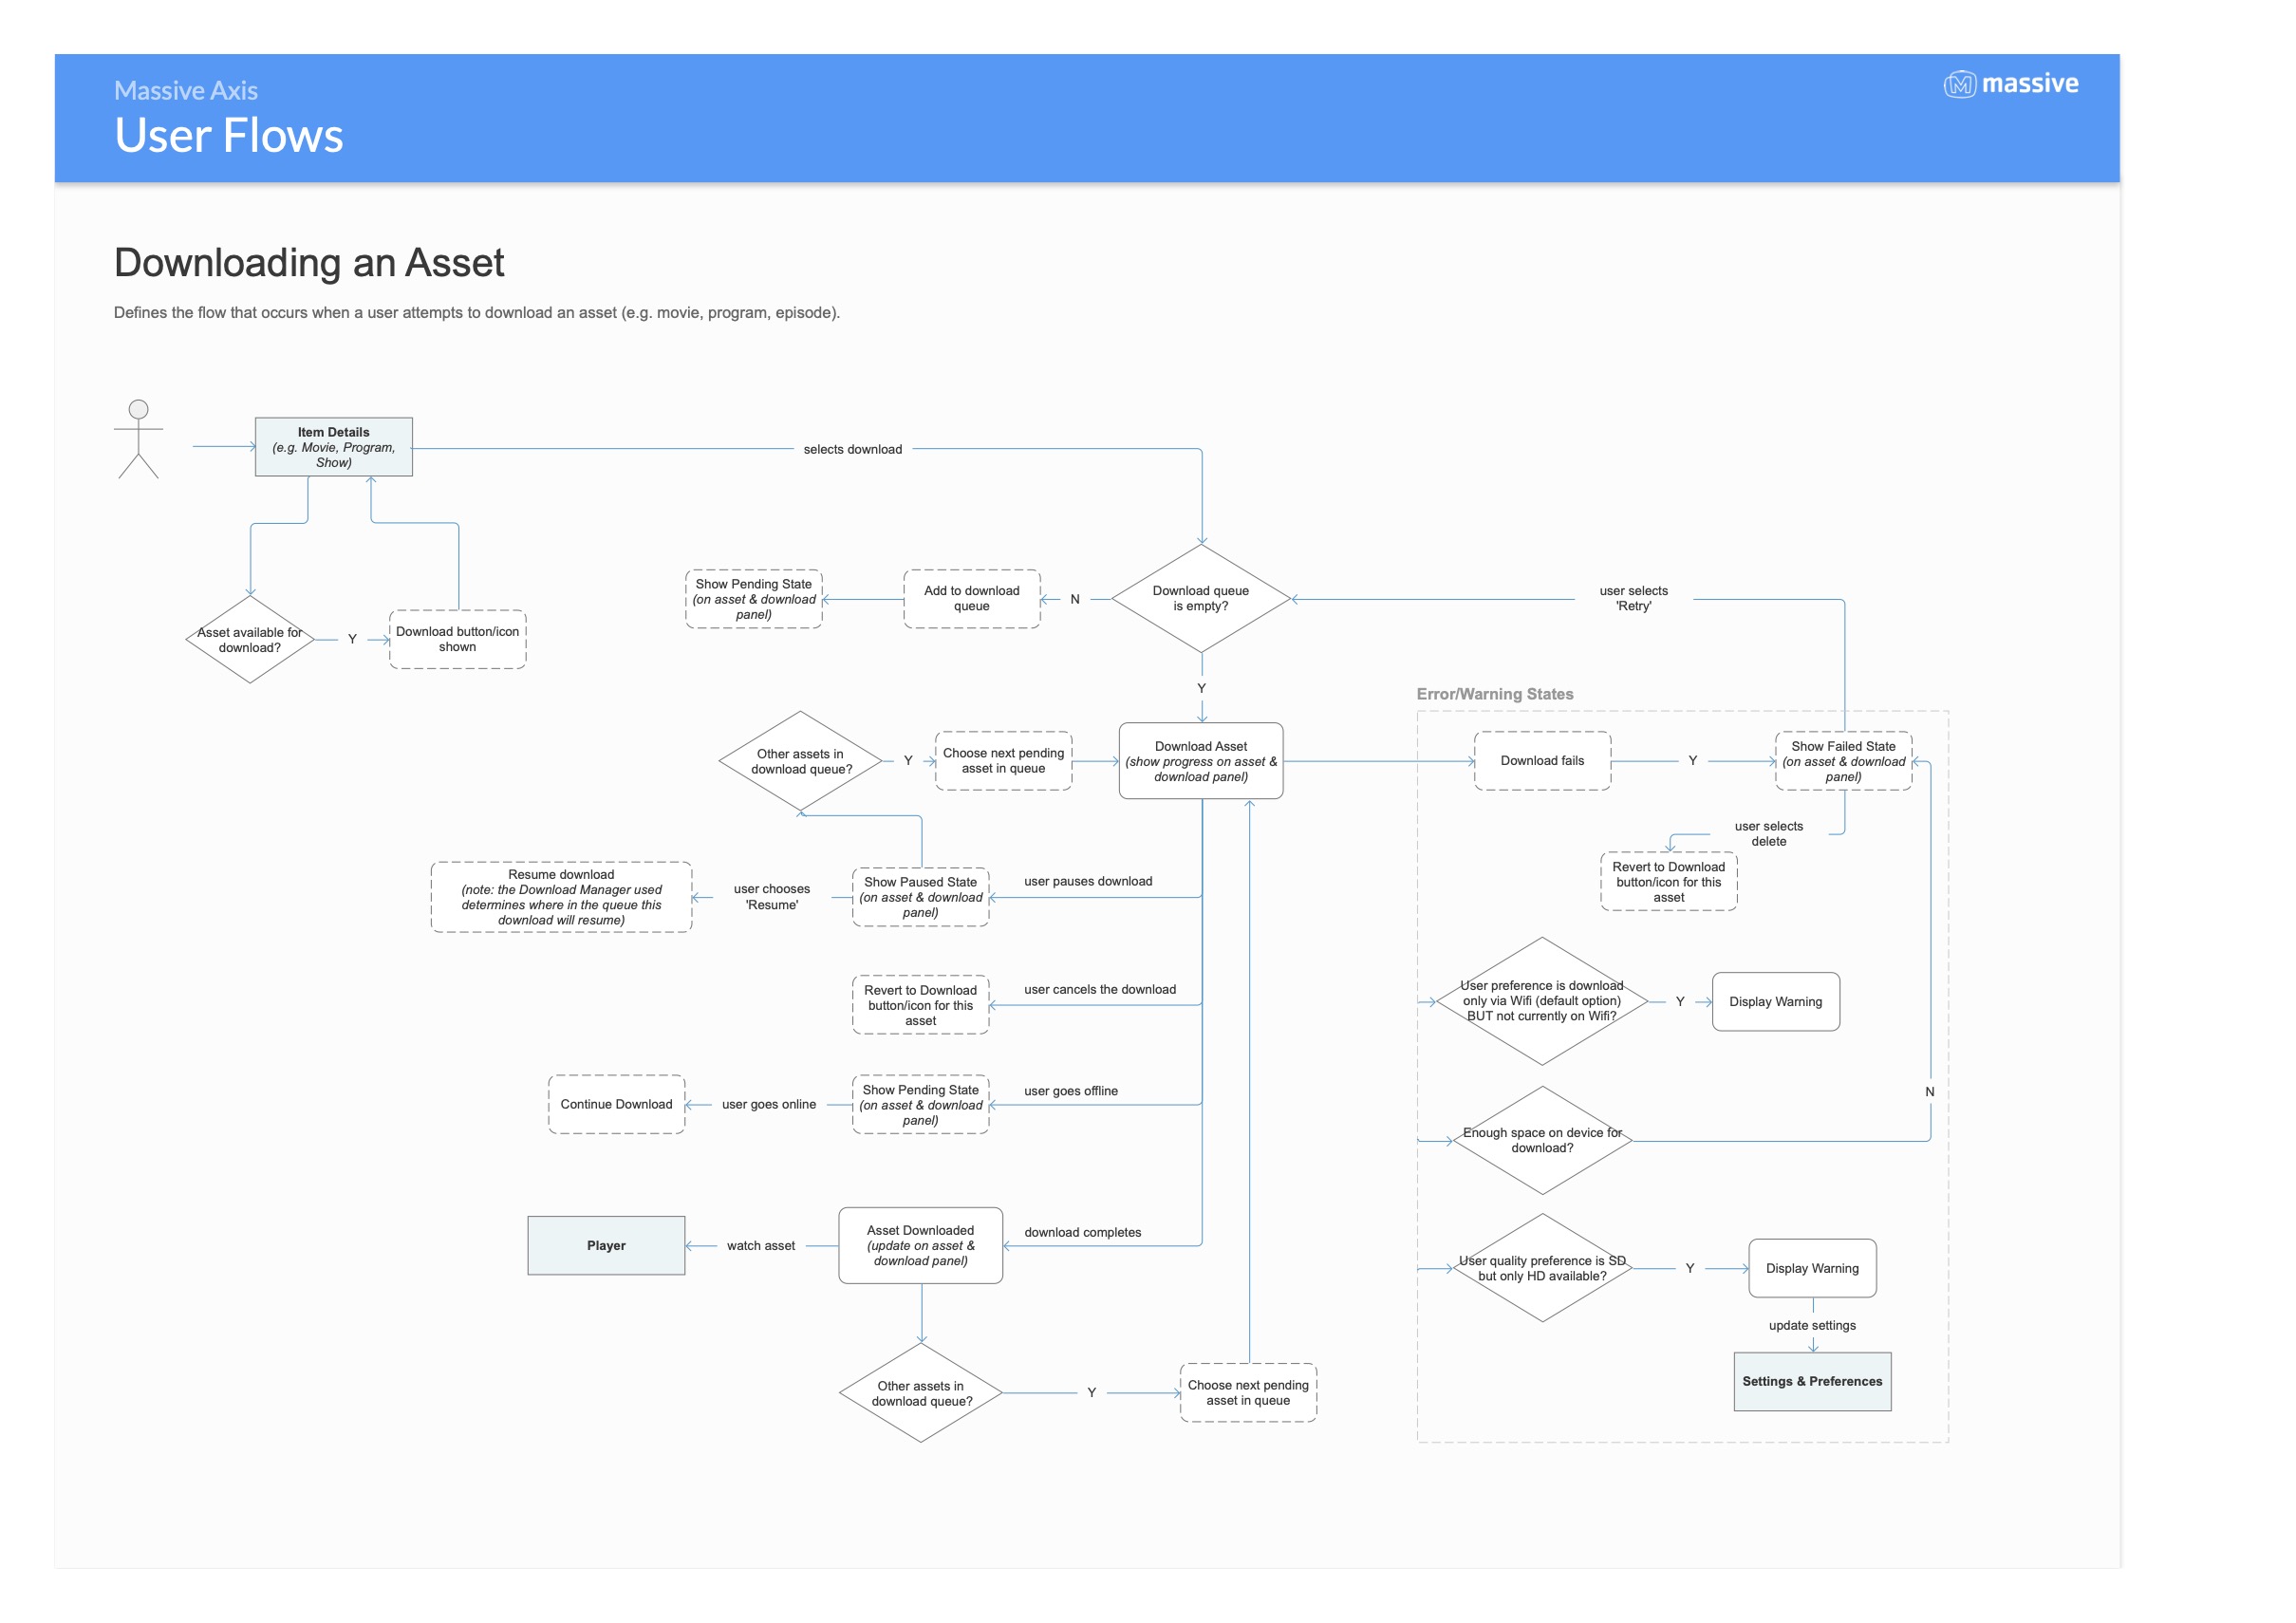 Massive Axis
User Flows
massive
Downloading an Asset
Defines the flow that occurs when a user attempts to download an asset (e.g. movie, program, episode).
Item Details
(e.g. Movie, Program,
Show)
selects download
Asset available for
download?
Y
Download button/icon
shown
Show Pending State
(on asset & download
panel)
Add to download
queue
N
Download queue
is empty?
user selects
'Retry'
Y
Error/Warning States
Other assets in
download queue?
Y
Choose next pending
asset in queue
Download Asset
(show progress on asset &
download panel)
Download fails
Y
Show Failed State
(on asset & download
panel)
user selects
delete
Revert to Download
button/icon for this
asset
Resume download
(note: the Download Manager used
determines where in the queue this
download will resume)
user chooses
'Resume'
Show Paused State
(on asset & download
panel)
user pauses download
Revert to Download
button/icon for this
asset
user cancels the download
User preference is download
only via Wifi (default option)
BUT not currently on Wifi?
Y
Display Warning
Continue Download
user goes online
Show Pending State
(on asset & download
panel)
user goes offline
N
Enough space on device for
download?
Player
watch asset
Asset Downloaded
(update on asset &
download panel)
download completes
User quality preference is SD
but only HD available?
Y
Display Warning
update settings
Settings & Preferences
Other assets in
download queue?
Y
Choose next pending
asset in queue